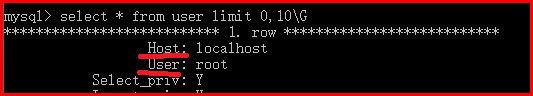 mysql> select * from user limit 0,10\G
*************************** 1. row ***************************
Host: localhost
User: root
Select_priv: Y